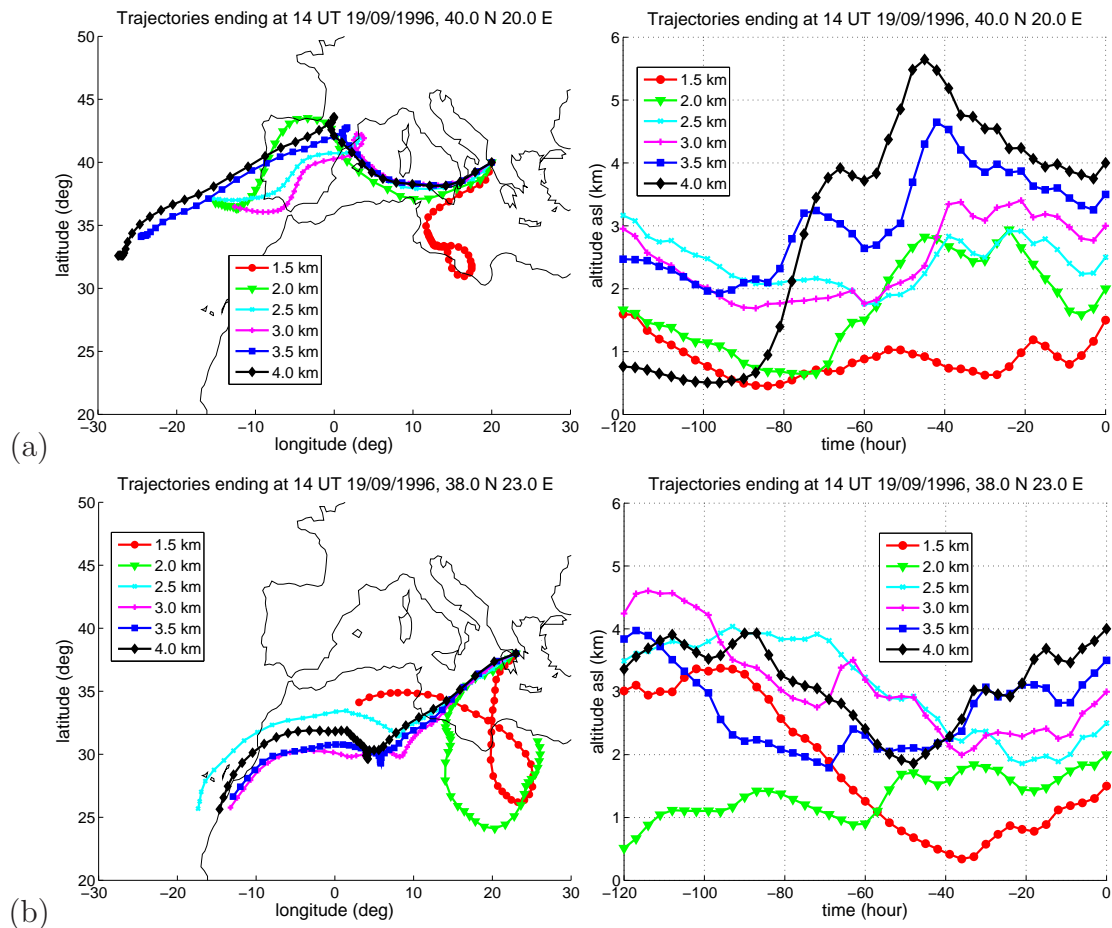 Trajectories ending at 14 UT 19/09/1996, 40.0 N 20.0 E
50
45
40
35
30
25
20
latitude (deg)
1.5 km
2.0 km
2.5 km
3.0 km
3.5 km
4.0 km
−30 −20 −10 0 10 20 30
longitude (deg)
(a)
Trajectories ending at 14 UT 19/09/1996, 40.0 N 20.0 E
6
5
4
3
2
1
0
altitude asl (km)
1.5 km
2.0 km
2.5 km
3.0 km
3.5 km
4.0 km
−120 −100 −80 −60 −40 −20 0
time (hour)
Trajectories ending at 14 UT 19/09/1996, 38.0 N 23.0 E
50
45
40
35
30
25
20
latitude (deg)
1.5 km
2.0 km
2.5 km
3.0 km
3.5 km
4.0 km
−30 −20 −10 0 10 20 30
longitude (deg)
(b)
Trajectories ending at 14 UT 19/09/1996, 38.0 N 23.0 E
6
5
4
3
2
1
0
altitude asl (km)
1.5 km
2.0 km
2.5 km
3.0 km
3.5 km
4.0 km
−120 −100 −80 −60 −40 −20 0
time (hour)